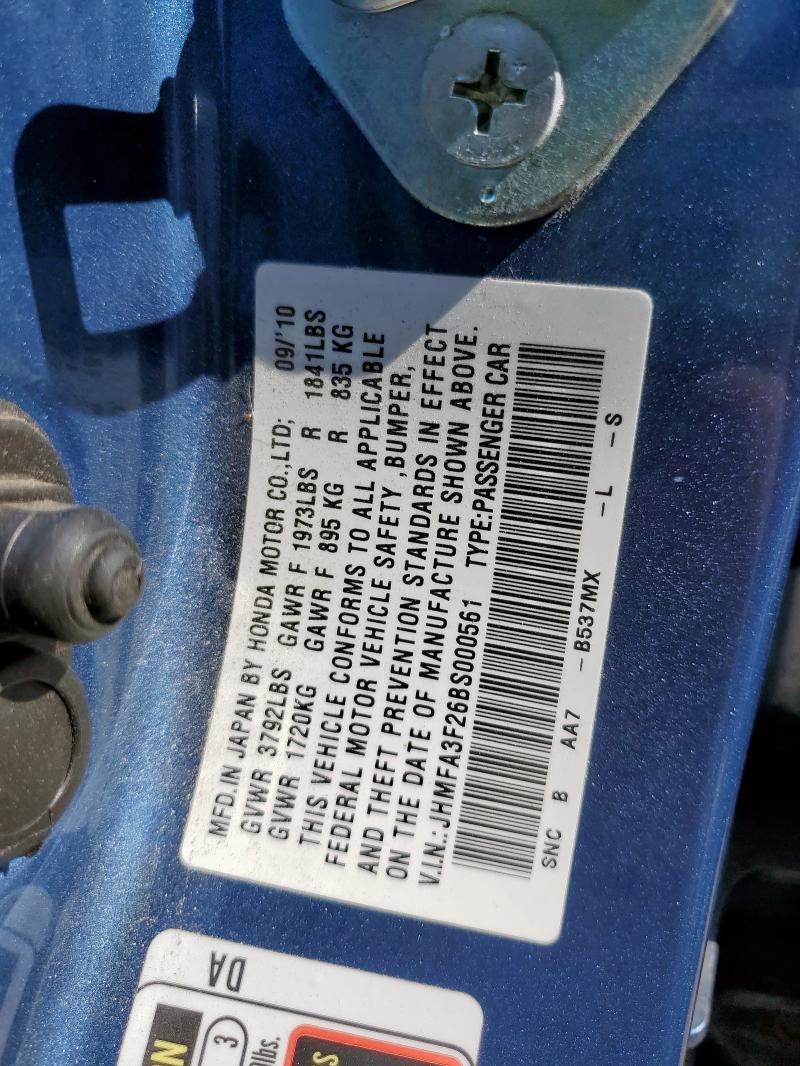 MFD.IN JAPAN BY HONDA MOTOR CO.,LTD; 09/'10
GVWR 3792LBS GAWR F 1973LBS R 1841LBS
GVWR 1720KG GAWR F 895 KG R 835 KG
THIS VEHICLE CONFORMS TO ALL APPLICABLE
FEDERAL MOTOR VEHICLE SAFETY ,BUMPER,
AND THEFT PREVENTION STANDARDS IN EFFECT
ON THE DATE OF MANUFACTURE SHOWN ABOVE.
V.I.N.: JHMFA3F26BS000561 TYPE:PASSENGER CAR
SNC B AA7 -B537MX -L -S
DA
3
lbs.